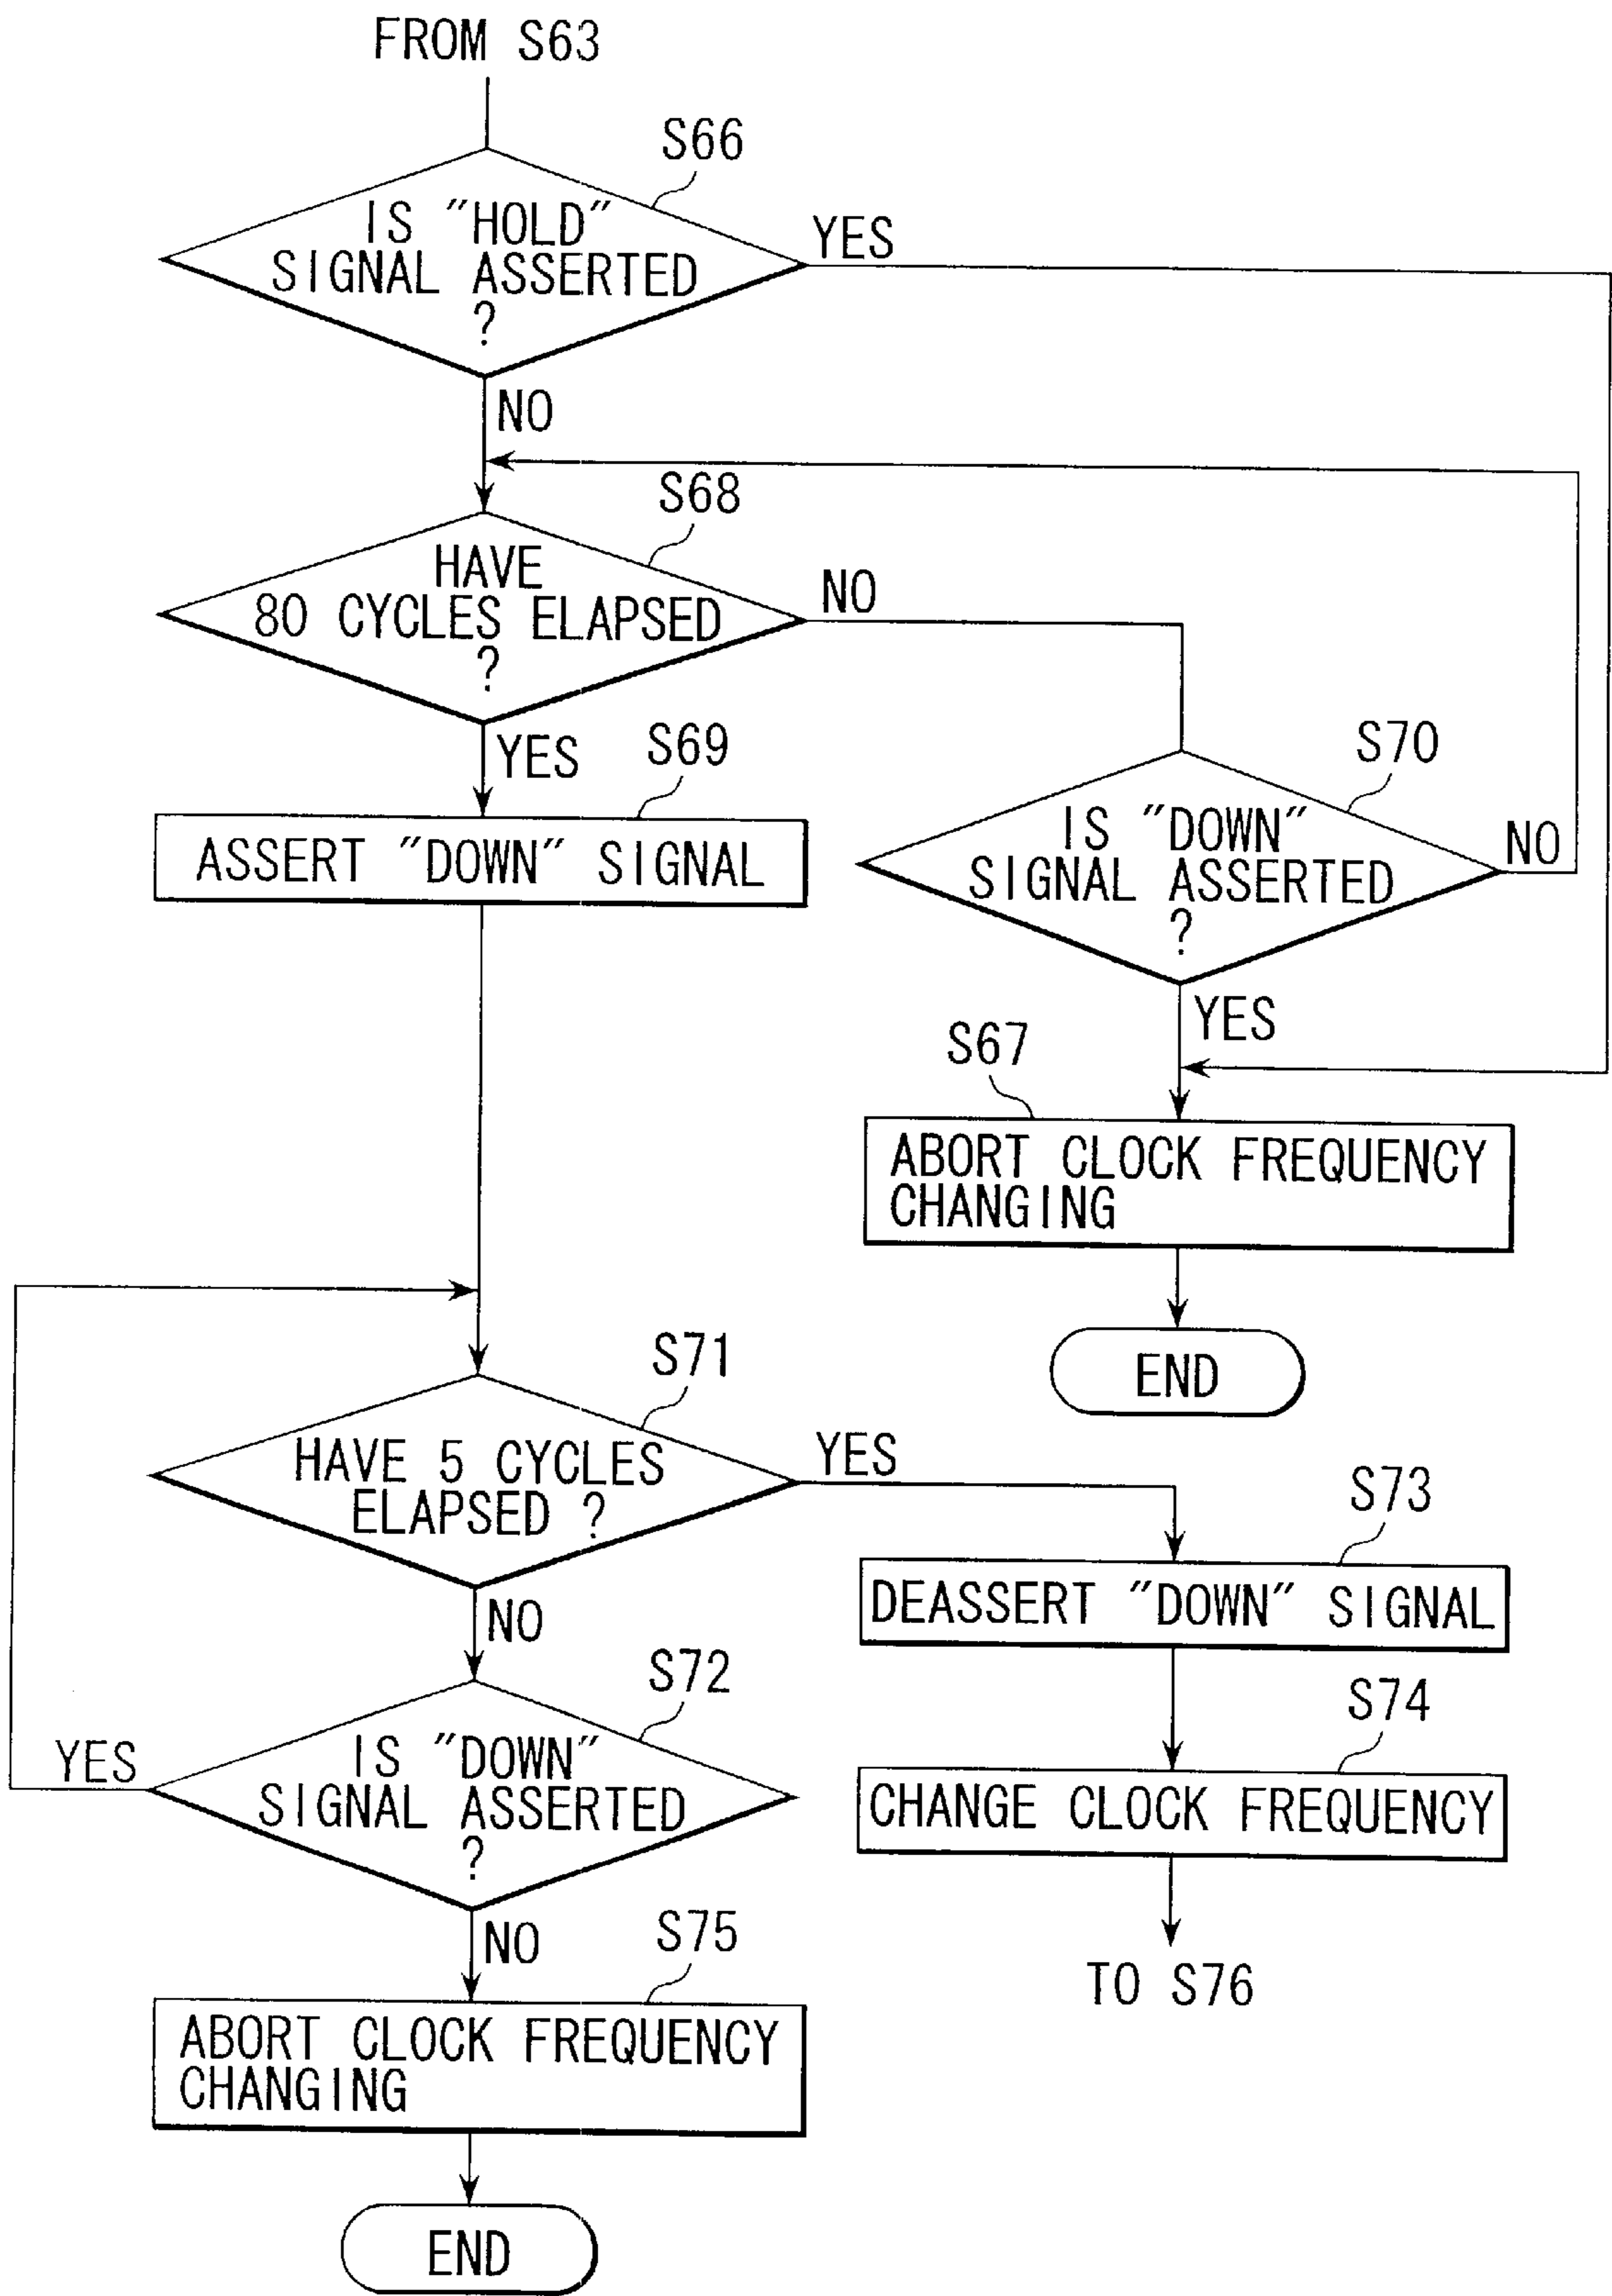 FROM S63
S66
IS "HOLD"
SIGNAL ASSERTED
?
YES
NO
S68
HAVE
80 CYCLES ELAPSED
?
NO
YES
S69
ASSERT "DOWN" SIGNAL
S70
IS "DOWN"
SIGNAL ASSERTED
?
NO
YES
S67
ABORT CLOCK FREQUENCY
CHANGING
END
S71
HAVE 5 CYCLES
ELAPSED ?
YES
NO
S73
DEASSERT "DOWN" SIGNAL
S72
IS "DOWN"
SIGNAL ASSERTED
?
YES
NO
S74
CHANGE CLOCK FREQUENCY
TO S76
S75
ABORT CLOCK FREQUENCY
CHANGING
END